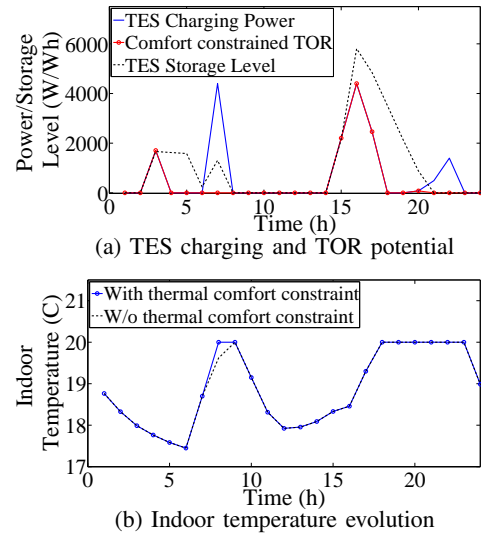 TES Charging Power
Comfort constrained TOR
TES Storage Level
Power/Storage
Level (W/Wh)
6000
4000
2000
0
0 5 10 15 20
Time (h)
(a) TES charging and TOR potential
With thermal comfort constraint
W/o thermal comfort constraint
Indoor
Temperature (C)
21
20
19
18
17
0 5 10 15 20
Time (h)
(b) Indoor temperature evolution